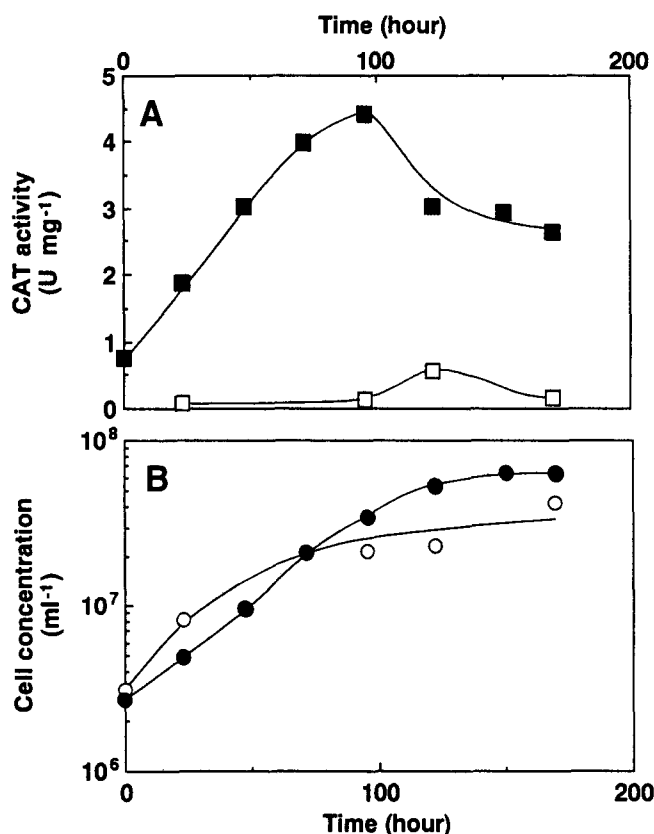 Time (hour)
0 100 200
A
5
4
3
2
1
0
CAT activity
(U mg⁻¹)
B
10⁸
10⁷
10⁶
Cell concentration
(ml⁻¹)
0 100 200
Time (hour)